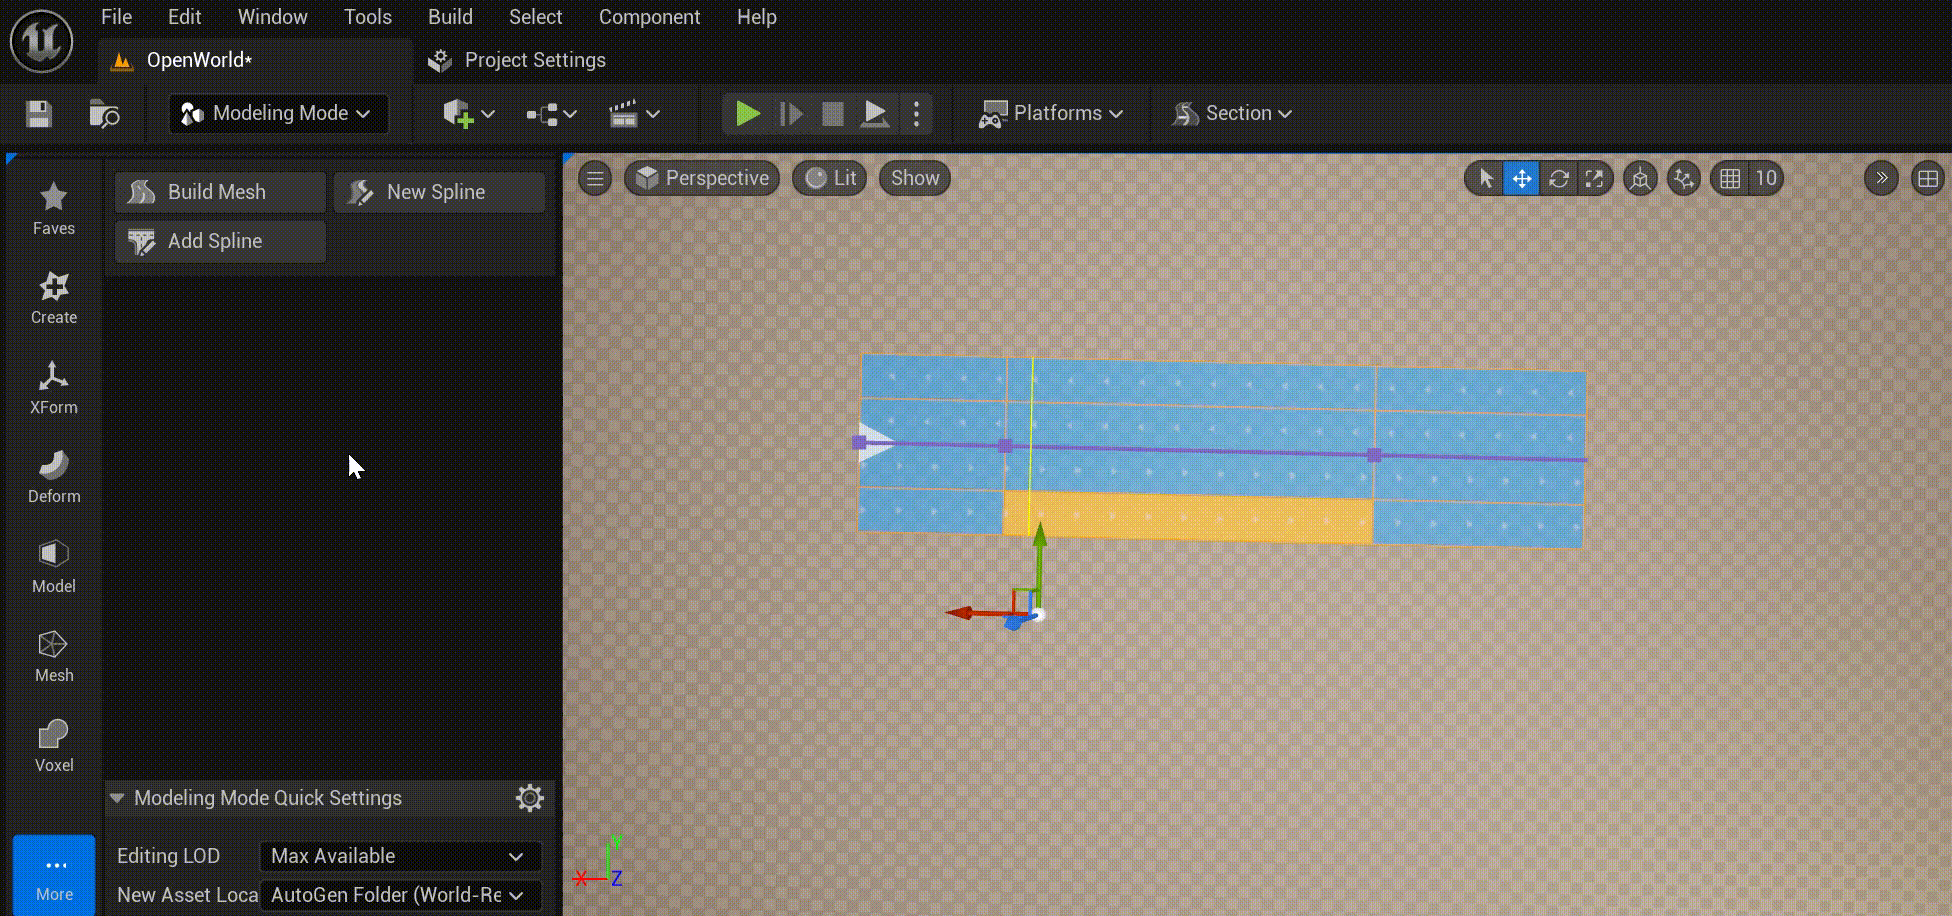 File Edit Window Tools Build Select Component Help
OpenWorld* Project Settings
Modeling Mode Platforms Section
Build Mesh New Spline
Add Spline
Faves
Create
XForm
Deform
Model
Mesh
Voxel
More
Modeling Mode Quick Settings
Editing LOD Max Available
New Asset Loca AutoGen Folder (World-Re
Perspective Lit Show 10
Y
X Z